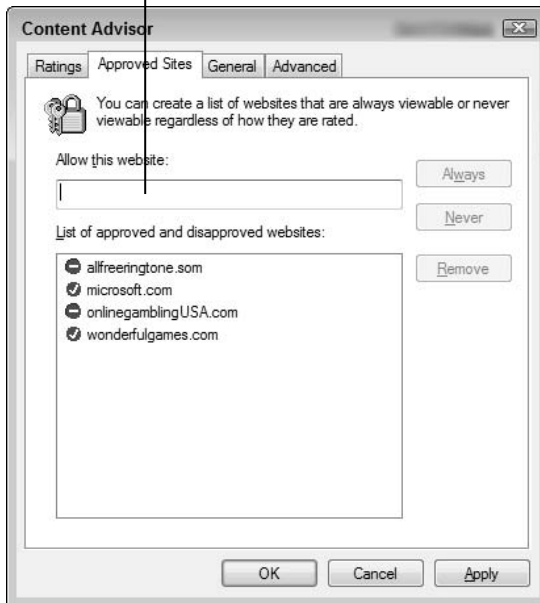 Content Advisor
Ratings
Approved Sites
General
Advanced
You can create a list of websites that are always viewable or never
viewable regardless of how they are rated.
Allow this website:
Always
Never
List of approved and disapproved websites:
Remove
allfreeringtone.som
microsoft.com
onlinegamblingUSA.com
wonderfulgames.com
OK
Cancel
Apply